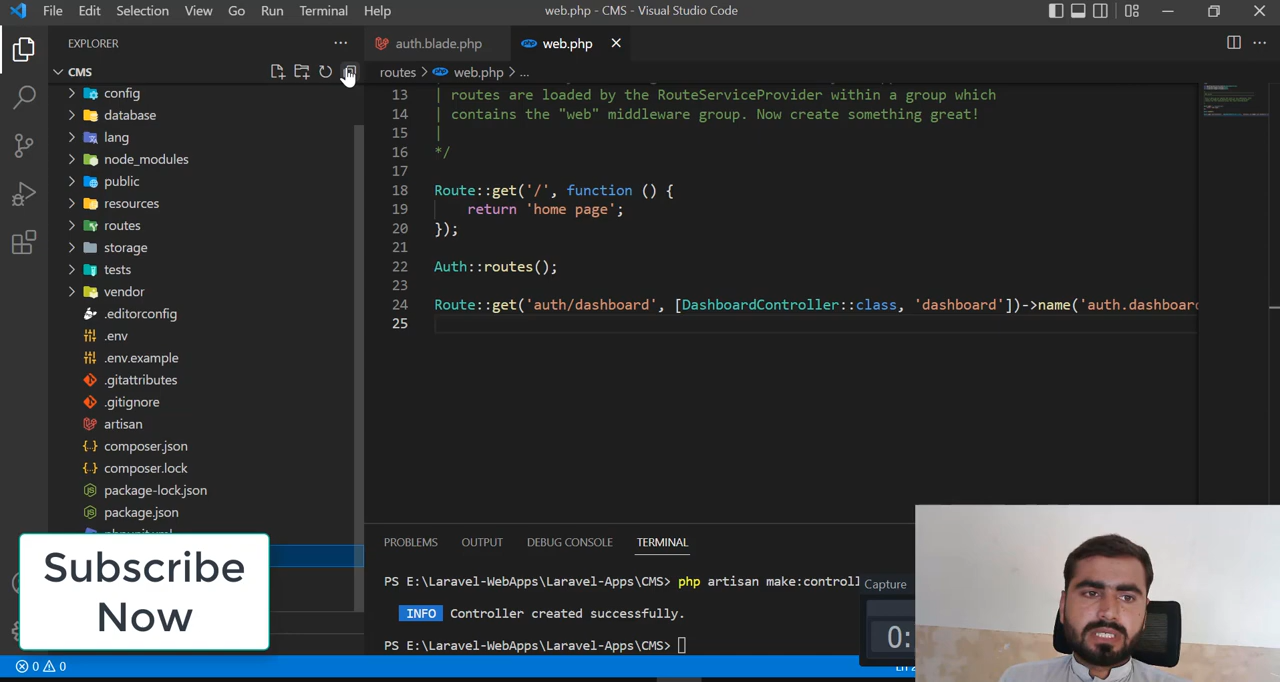 File Edit Selection View Go Run Terminal Help
web.php - CMS - Visual Studio Code
EXPLORER
CMS
config
database
lang
node_modules
public
resources
routes
storage
tests
vendor
.editorconfig
.env
.env.example
.gitattributes
.gitignore
artisan
composer.json
composer.lock
package-lock.json
package.json
Subscribe
Now
auth.blade.php
web.php
routes > web.php > ...
13 | routes are loaded by the RouteServiceProvider within a group which
14 | contains the "web" middleware group. Now create something great!
15 |
16 */
17
18 Route::get('/', function () {
19 return 'home page';
20 });
21
22 Auth::routes();
23
24 Route::get('auth/dashboard', [DashboardController::class, 'dashboard'])->name('auth.dashboard
25
PROBLEMS OUTPUT DEBUG CONSOLE TERMINAL
PS E:\Laravel-WebApps\Laravel-Apps\CMS> php artisan make:controll
INFO Controller created successfully.
PS E:\Laravel-WebApps\Laravel-Apps\CMS>
Capture
0:
0 0